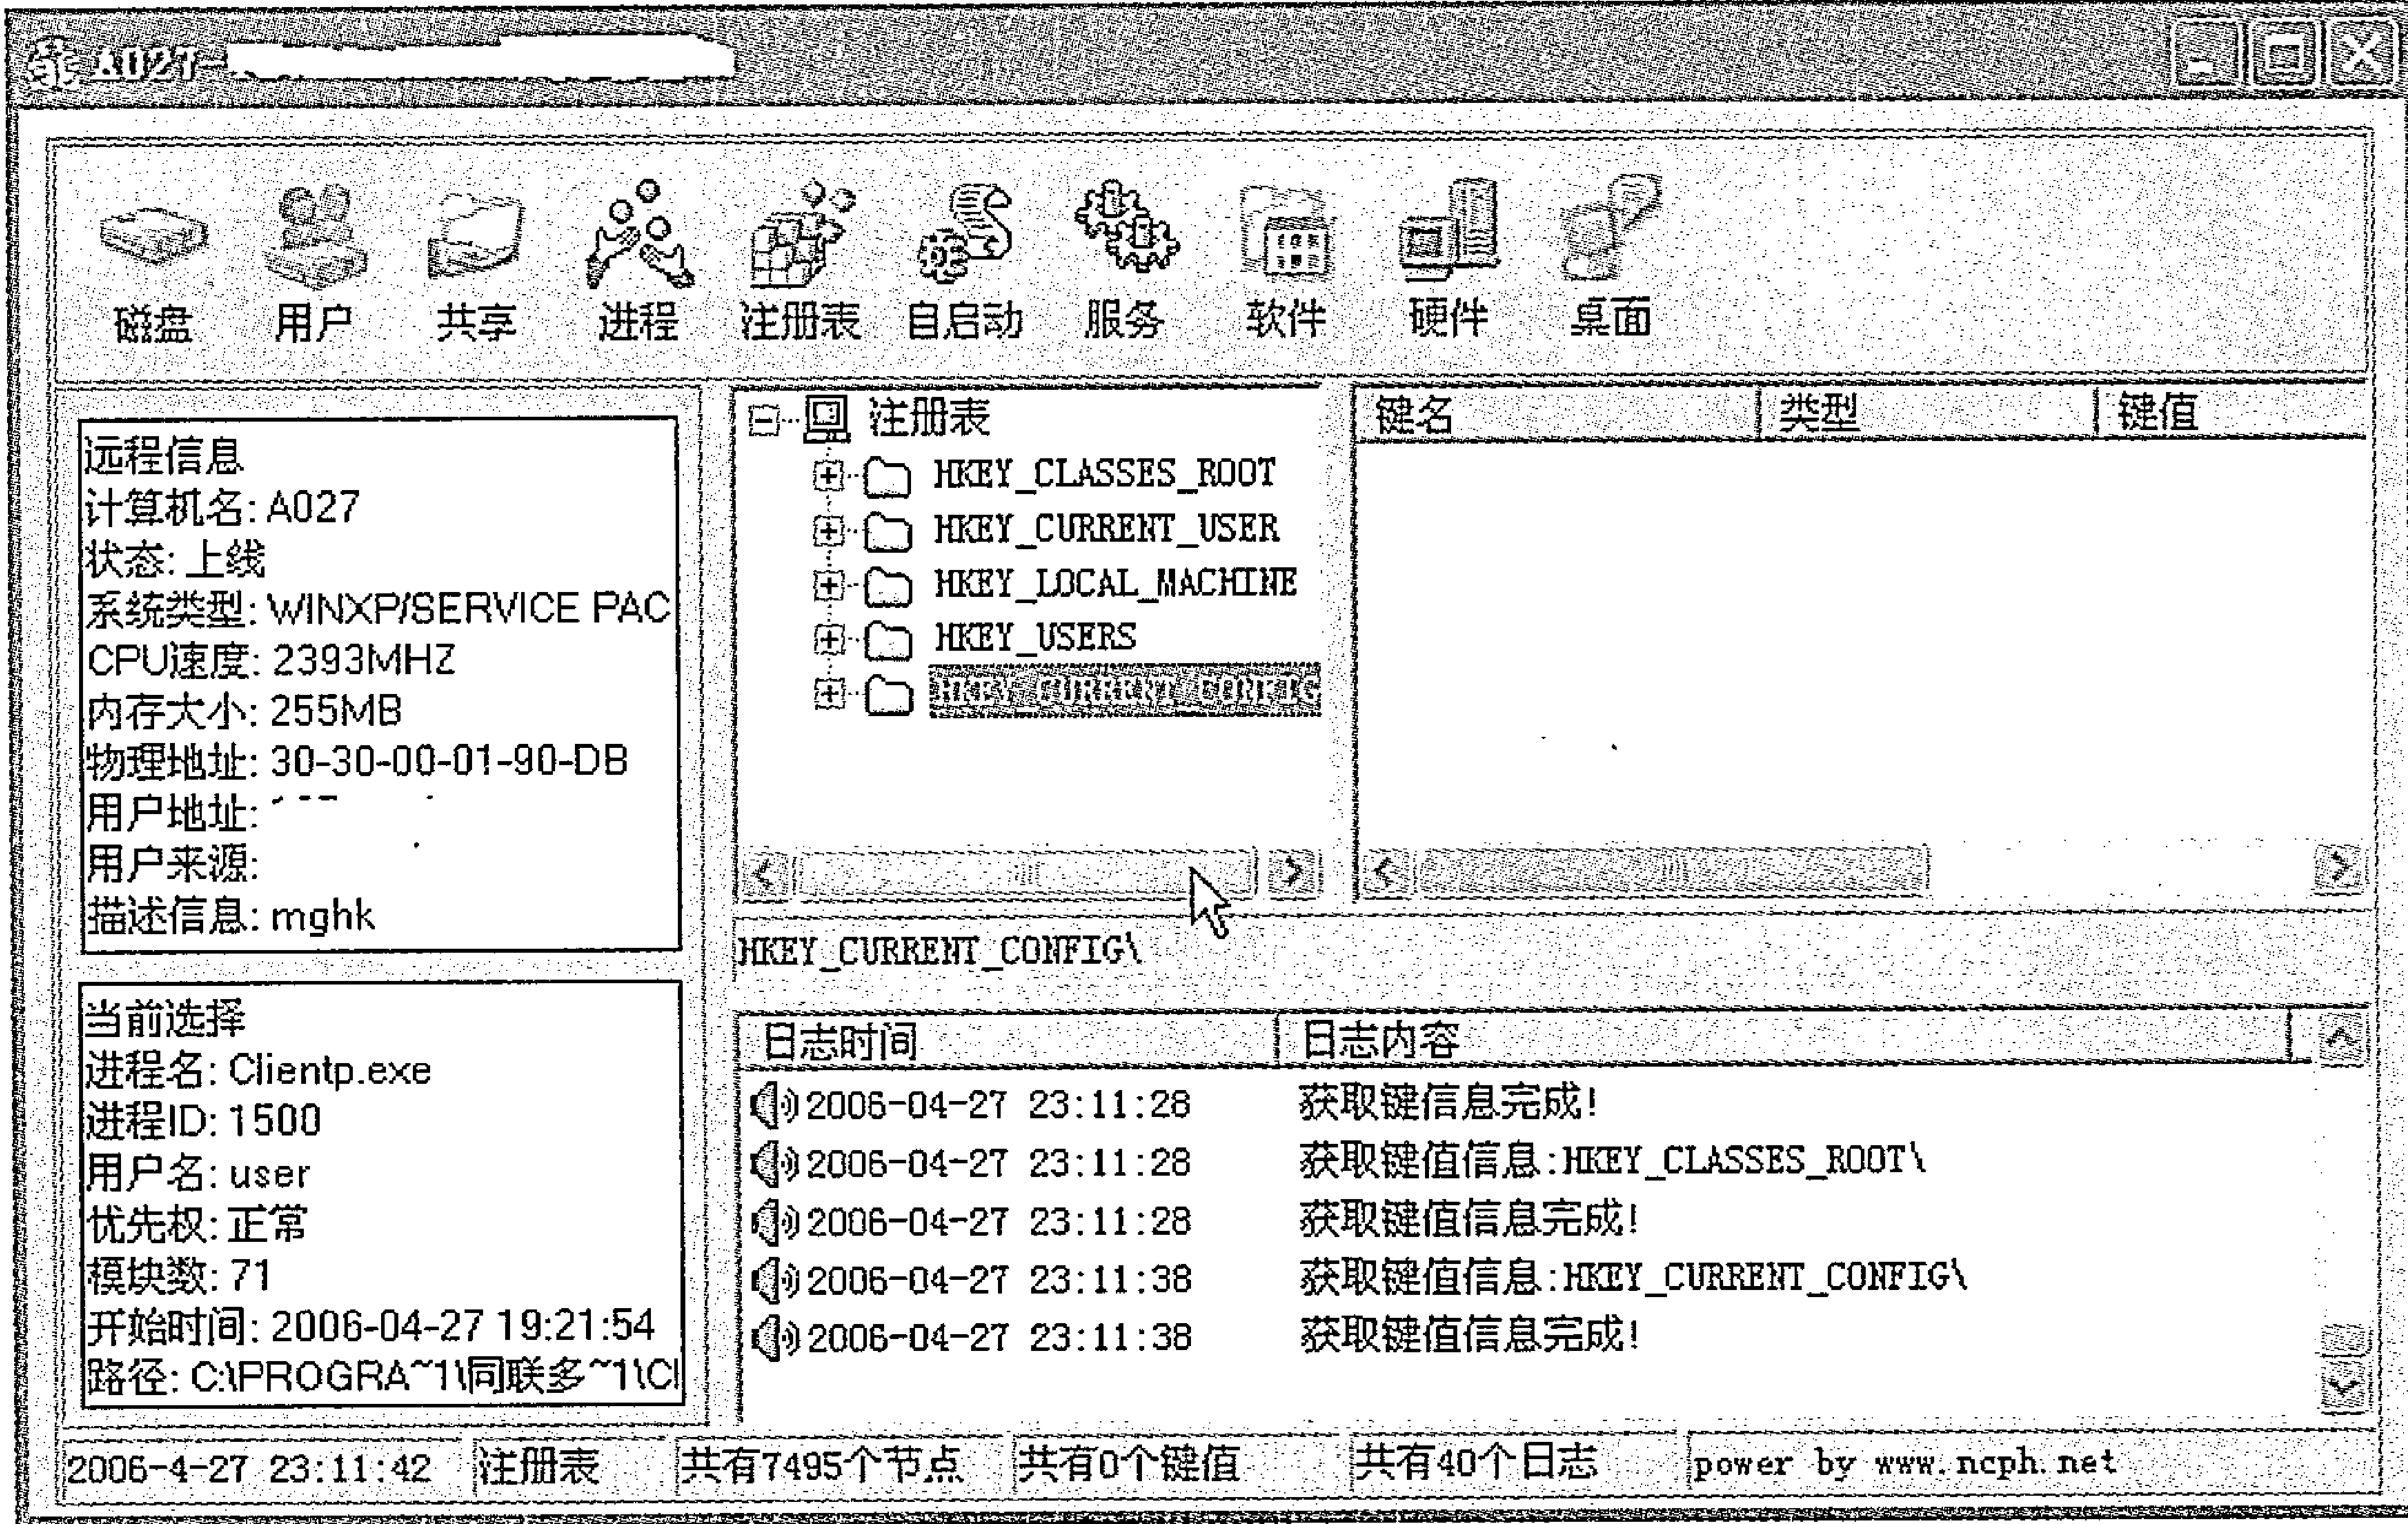 A027-
磁盘 用户 共享 进程 注册表 自启动 服务 软件 硬件 桌面
远程信息
计算机名: A027
状态: 上线
系统类型: WINXP/SERVICE PAC
CPU速度: 2393MHZ
内存大小: 255MB
物理地址: 30-30-00-01-90-DB
用户地址:
用户来源:
描述信息: mghk
当前选择
进程名: Clientp.exe
进程ID: 1500
用户名: user
优先权: 正常
模块数: 71
开始时间: 2006-04-27 19:21:54
路径: C:\PROGRA~1\同联多~1\Cl
注册表
HKEY_CLASSES_ROOT
HKEY_CURRENT_USER
HKEY_LOCAL_MACHINE
HKEY_USERS
HKEY_CURRENT_CONFIG
键名 类型 键值
HKEY_CURRENT_CONFIG\
日志时间 日志内容
2006-04-27 23:11:28 获取键信息完成!
2006-04-27 23:11:28 获取键值信息:HKEY_CLASSES_ROOT\
2006-04-27 23:11:28 获取键值信息完成!
2006-04-27 23:11:38 获取键值信息:HKEY_CURRENT_CONFIG\
2006-04-27 23:11:38 获取键值信息完成!
2006-4-27 23:11:42 注册表 共有7495个节点 共有0个键值 共有40个日志 power by www.ncph.net